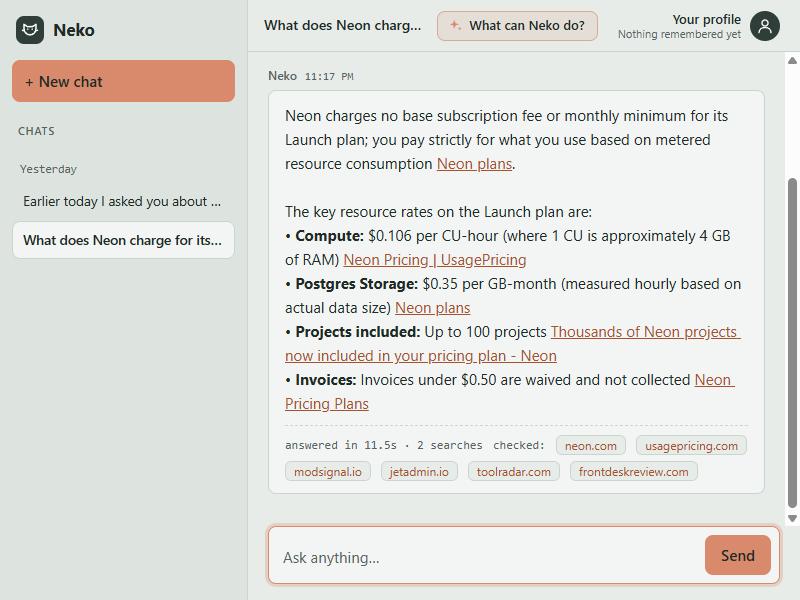 Neko
+ New chat
CHATS
Yesterday
Earlier today I asked you about ...
What does Neon charge for its...
What does Neon charg...
What can Neko do?
Your profile
Nothing remembered yet
Neko 11:17 PM
Neon charges no base subscription fee or monthly minimum for its
Launch plan; you pay strictly for what you use based on metered
resource consumption Neon plans.
The key resource rates on the Launch plan are:
• Compute: $0.106 per CU-hour (where 1 CU is approximately 4 GB
of RAM) Neon Pricing | UsagePricing
• Postgres Storage: $0.35 per GB-month (measured hourly based on
actual data size) Neon plans
• Projects included: Up to 100 projects Thousands of Neon projects
now included in your pricing plan - Neon
• Invoices: Invoices under $0.50 are waived and not collected Neon
Pricing Plans
answered in 11.5s · 2 searches checked: neon.com usagepricing.com
modsignal.io jetadmin.io toolradar.com frontdeskreview.com
Ask anything...
Send